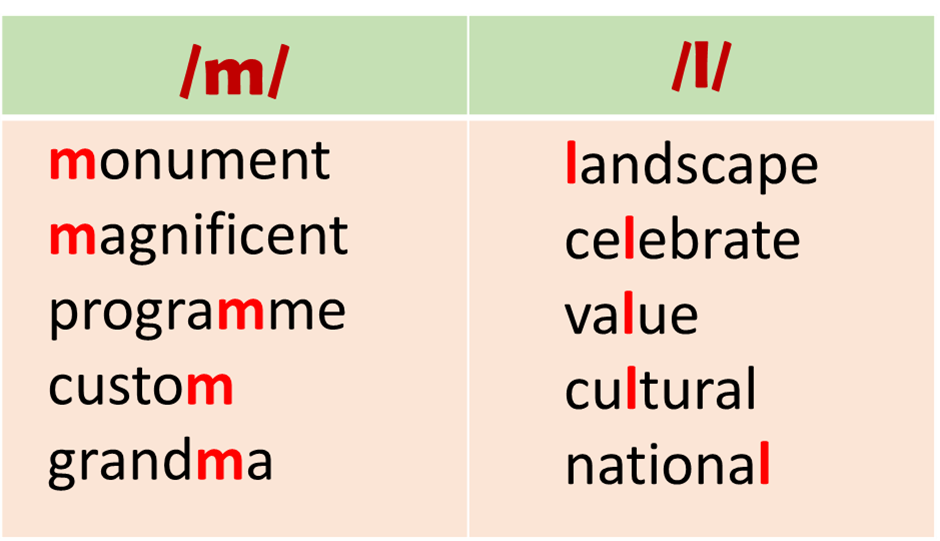 /m/ /l/
monument landscape
magnificent celebrate
programme value
custom cultural
grandma national